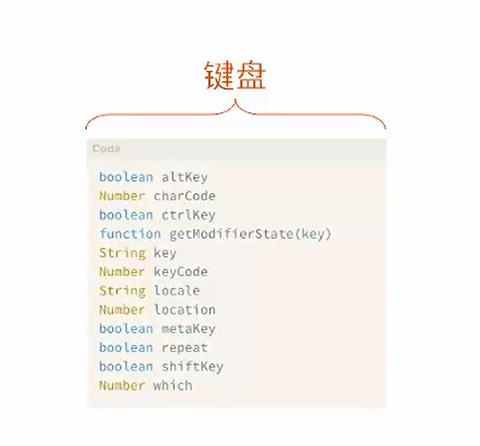 键盘
Code
boolean altKey
Number charCode
boolean ctrlKey
function getModifierState(key)
String key
Number keyCode
String locale
Number location
boolean metaKey
boolean repeat
boolean shiftKey
Number which